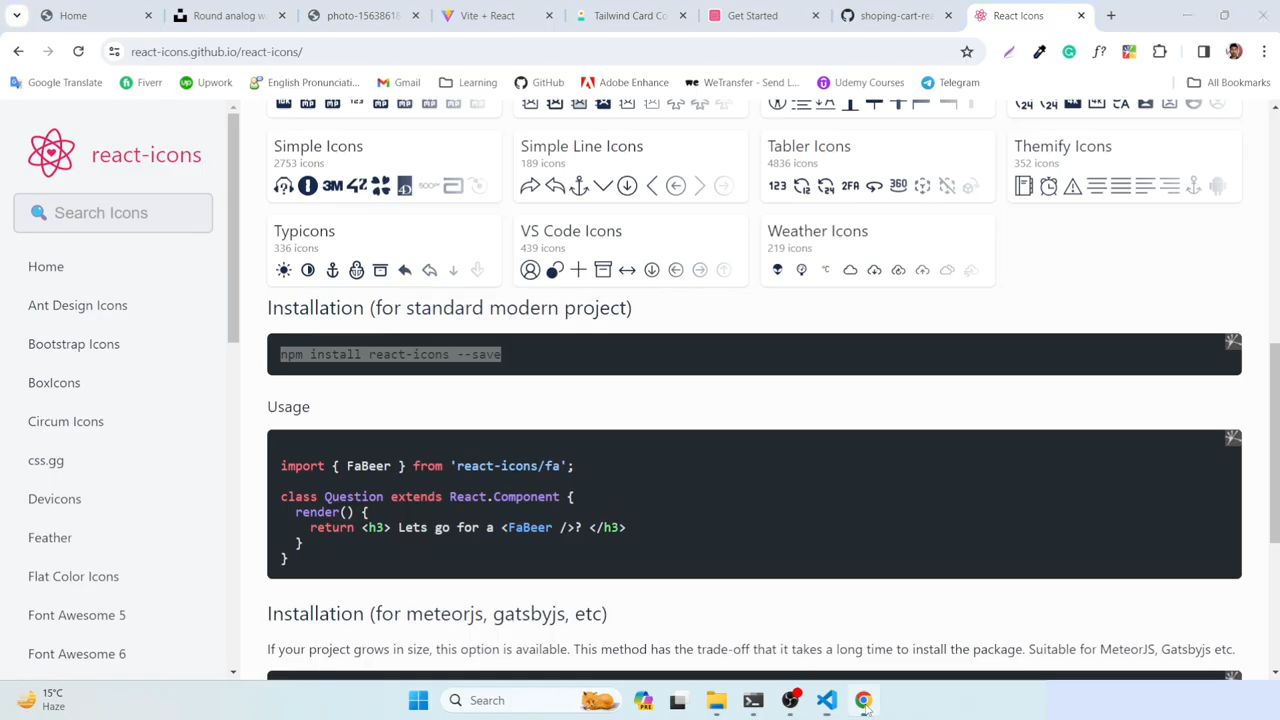 Home
Round analog w
photo-15638618
Vite + React
Tailwind Card Co
Get Started
shoping-cart-rea
React Icons
react-icons.github.io/react-icons/
Google Translate
Fiverr
Upwork
English Pronunciati...
Gmail
Learning
GitHub
Adobe Enhance
WeTransfer - Send L...
Udemy Courses
Telegram
All Bookmarks
react-icons
Search Icons
Home
Ant Design Icons
Bootstrap Icons
BoxIcons
Circum Icons
css.gg
Devicons
Feather
Flat Color Icons
Font Awesome 5
Font Awesome 6
Simple Icons
2753 icons
Simple Line Icons
189 icons
Tabler Icons
4836 icons
Themify Icons
352 icons
Typicons
336 icons
VS Code Icons
439 icons
Weather Icons
219 icons
Installation (for standard modern project)
npm install react-icons --save
Usage
import { FaBeer } from 'react-icons/fa';
class Question extends React.Component {
render() {
return <h3> Lets go for a <FaBeer />? </h3>
}
}
Installation (for meteorjs, gatsbyjs, etc)
If your project grows in size, this option is available. This method has the trade-off that it takes a long time to install the package. Suitable for MeteorJS, Gatsbyjs etc.
15°C
Haze
Search